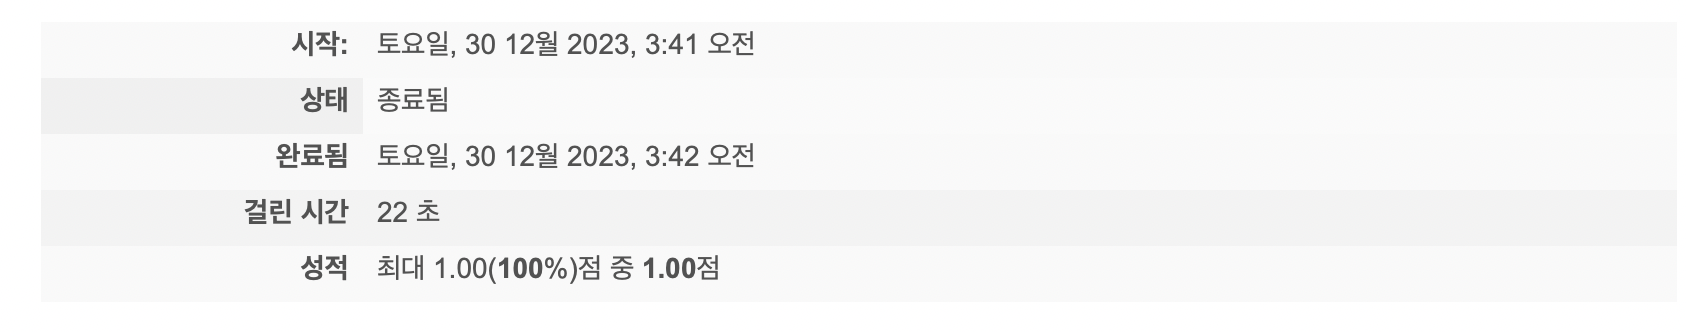 시작: 토요일, 30 12월 2023, 3:41 오전
상태 종료됨
완료됨 토요일, 30 12월 2023, 3:42 오전
걸린 시간 22 초
성적 최대 1.00(100%)점 중 1.00점